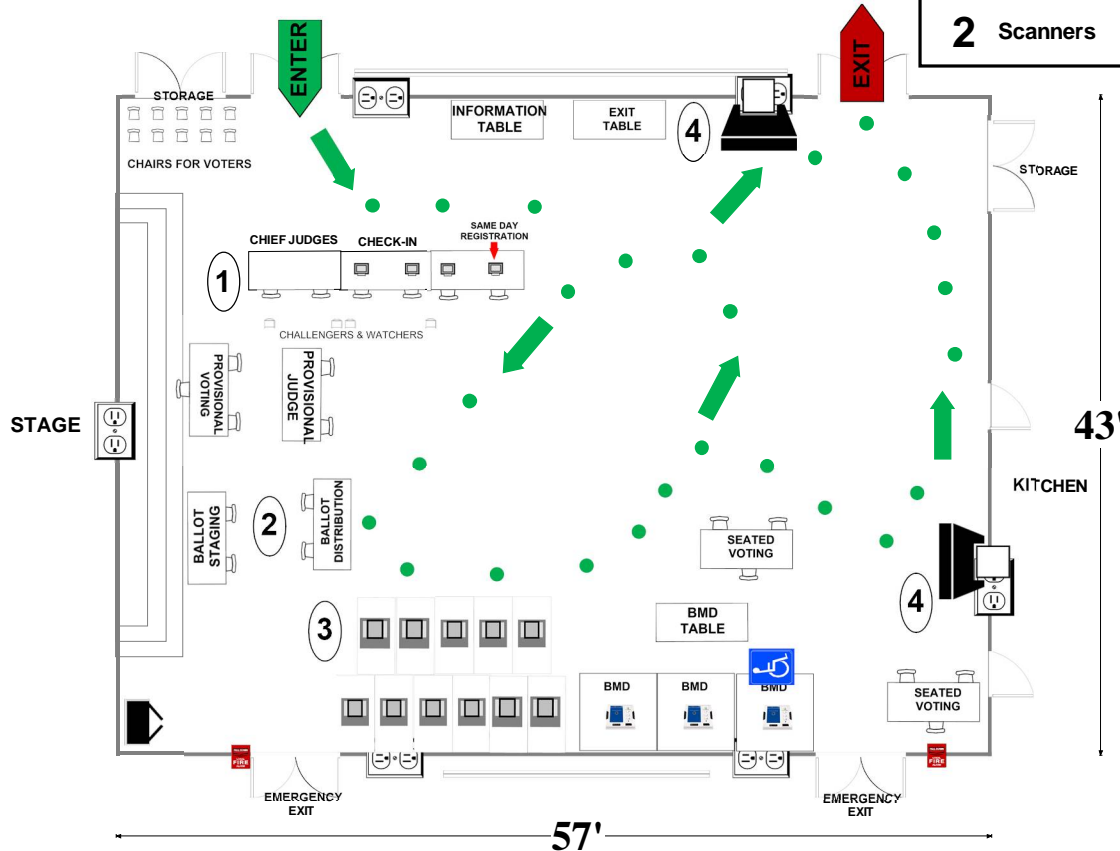 2 Scanners
ENTER
EXIT
STORAGE
CHAIRS FOR VOTERS
INFORMATION
TABLE
EXIT
TABLE
4
STORAGE
CHIEF JUDGES
CHECK-IN
SAME DAY
REGISTRATION
1
CHALLENGERS & WATCHERS
PROVISIONAL
VOTING
PROVISIONAL
JUDGE
STAGE
43'
KITCHEN
BALLOT
STAGING
2
BALLOT
DISTRIBUTION
SEATED
VOTING
4
3
BMD
TABLE
BMD
BMD
BMD
SEATED
VOTING
FIRE
FIRE
EMERGENCY
EXIT
EMERGENCY
EXIT
57'